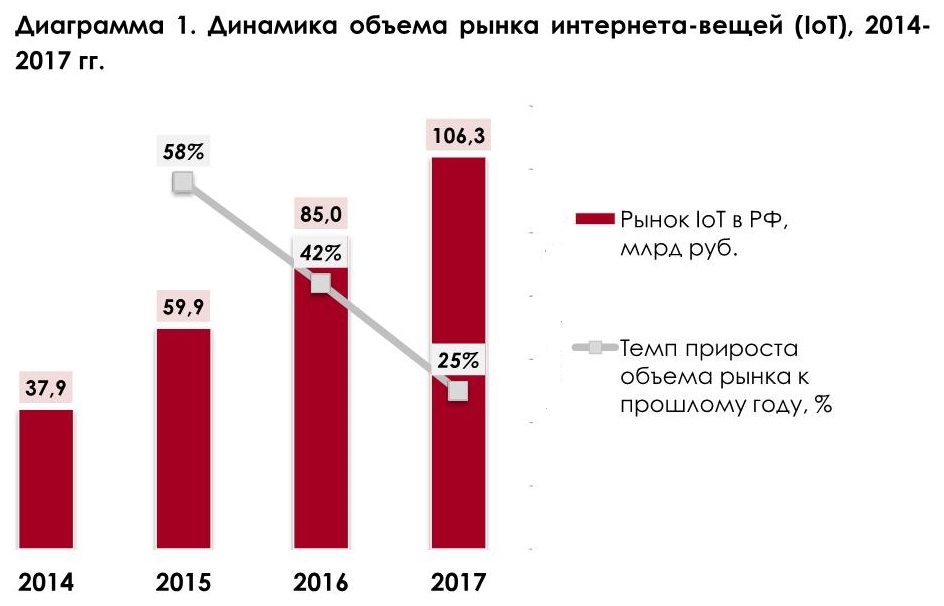 Диаграмма 1. Динамика объема рынка интернета-вещей (IoT), 2014-
2017 гг.
106,3
58%
85,0
42%
59,9
25%
37,9
Рынок IoT в РФ,
млрд руб.
Темп прироста
объема рынка к
прошлому году, %
2014 2015 2016 2017